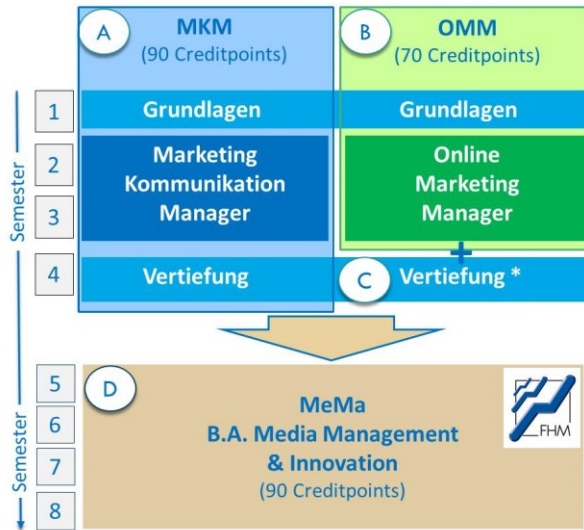 A
MKM
(90 Creditpoints)
B
OMM
(70 Creditpoints)
Semester
1
Grundlagen
Grundlagen
2
3
Marketing
Kommunikation
Manager
Online
Marketing
Manager
+
4
Vertiefung
C
Vertiefung *
Semester
5
6
7
8
D
MeMa
B.A. Media Management
& Innovation
(90 Creditpoints)
FHM